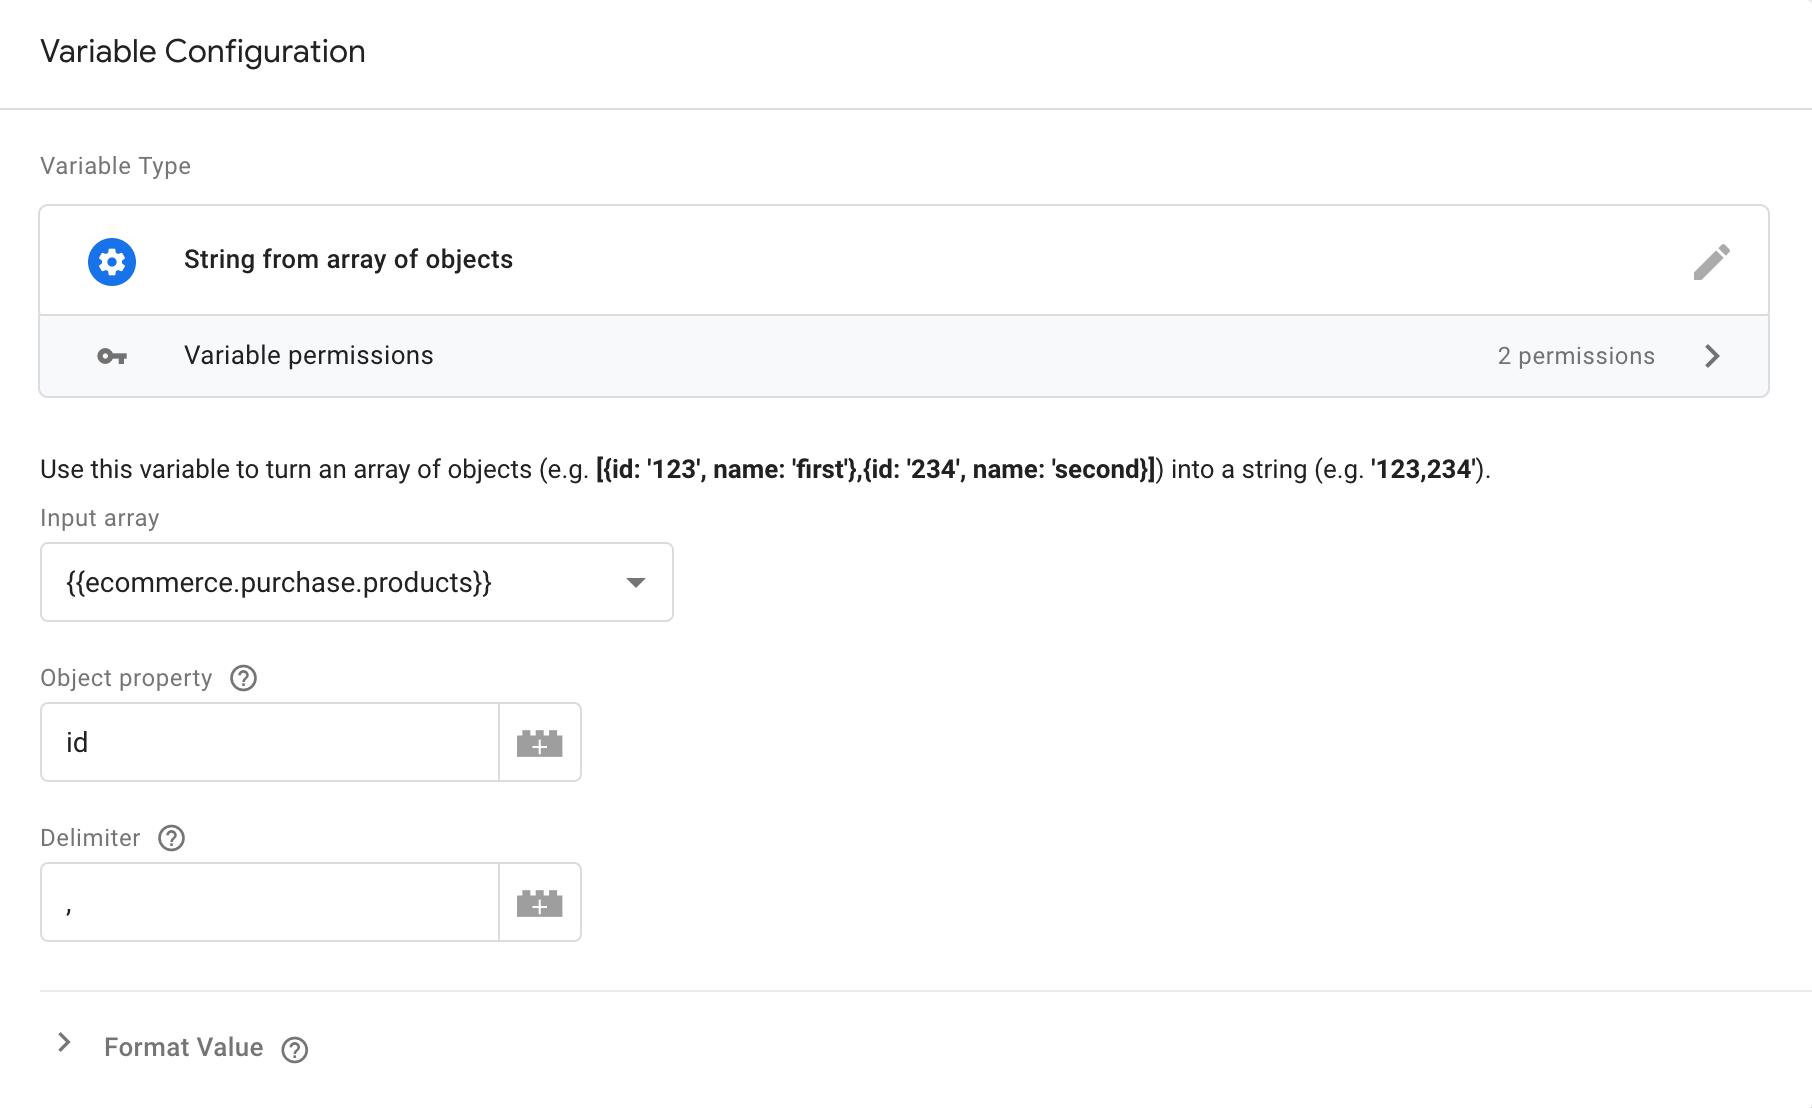 Variable Configuration
Variable Type
String from array of objects
Variable permissions 2 permissions
Use this variable to turn an array of objects (e.g. [{id: '123', name: 'first'},{id: '234', name: 'second}]) into a string (e.g. '123,234').
Input array
{{ecommerce.purchase.products}}
Object property
id
Delimiter
,
Format Value